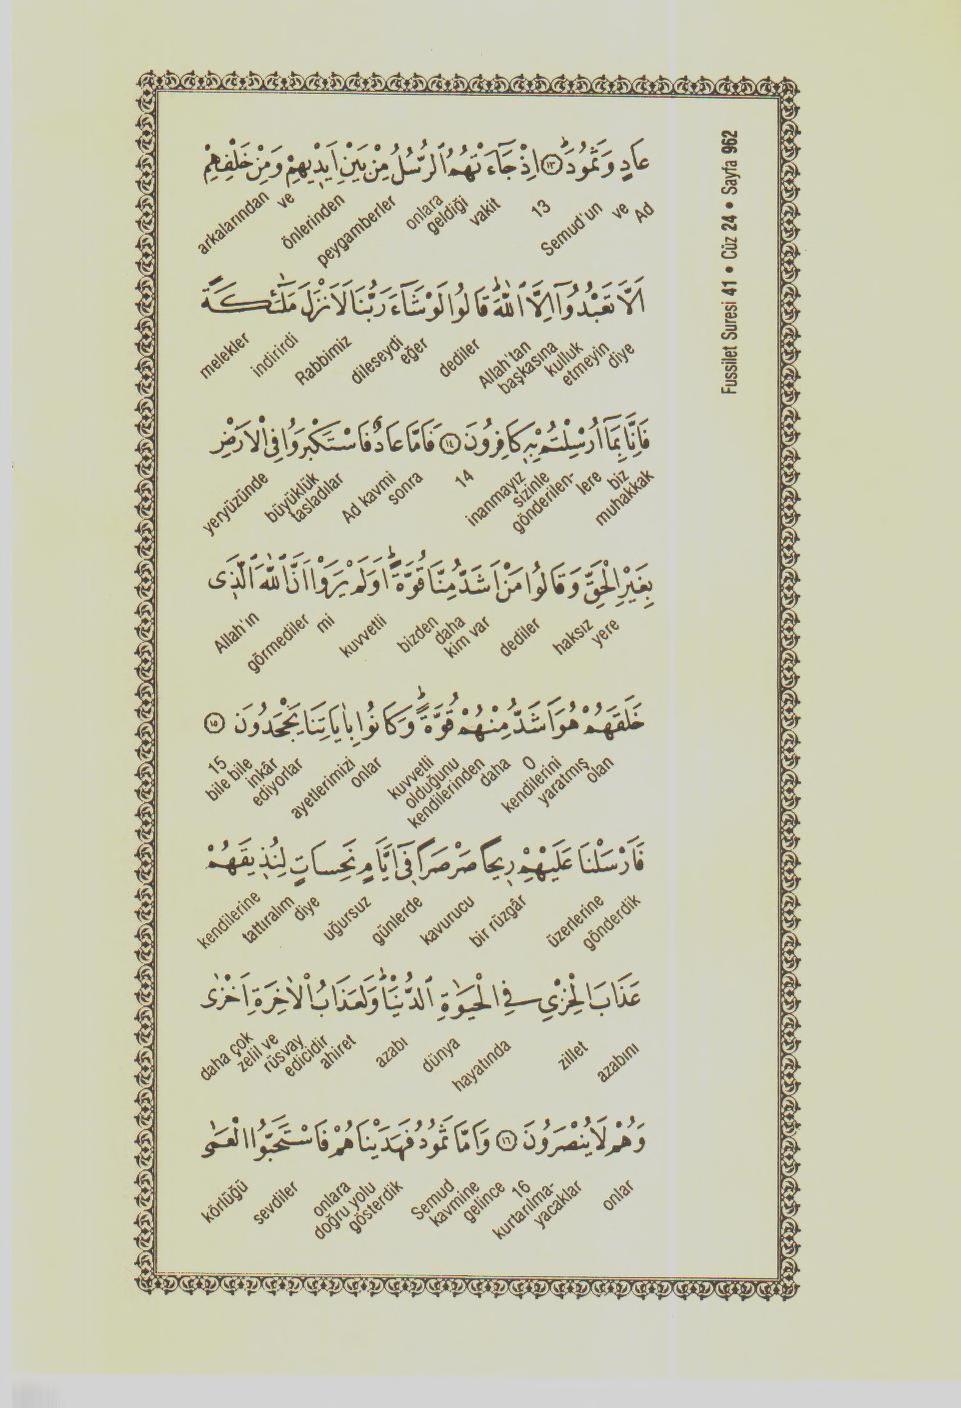 Fussilet Suresi 41 • Cüz 24 • Sayfa 962
عَادٍ وَثَمُودَ ﴿١٣﴾ اِذْ جَٓاءَتْهُمُ الرُّسُلُ مِنْ بَيْنِ اَيْدٖيهِمْ وَمِنْ خَلْفِهِمْ
Ad ve Semud'un 13 vakit onlara geldiği peygamberler önlerinden ve arkalarından
اَلَّا تَعْبُدُٓوا اِلَّا اللّٰهَ قَالُوا لَوْ شَٓاءَ رَبُّنَا لَاَنْزَلَ مَلٰٓئِكَةً
diye kulluk etmeyin Allah'tan başkasına dediler eğer dileseydi Rabbimiz indirirdi melekler
فَاِنَّا بِمَٓا اُرْسِلْتُمْ بِهٖ كَافِرُونَ ﴿١٤﴾ فَاَمَّا عَادٌ فَاسْتَكْبَرُوا فِى الْاَرْضِ
muhakkak biz sizinle gönderilen-lere inanmayız 14 sonra Ad kavmi büyüklük tasladılar yeryüzünde
بِغَيْرِ الْحَقِّ وَقَالُوا مَنْ اَشَدُّ مِنَّا قُوَّةً اَوَلَمْ يَرَوْا اَنَّ اللّٰهَ الَّذٖى
haksız yere dediler kim var daha bizden kuvvetli mi görmediler Allah'ın
خَلَقَهُمْ هُوَ اَشَدُّ مِنْهُمْ قُوَّةً وَكَانُوا بِاٰيَاتِنَا يَجْحَدُونَ ﴿١٥﴾
kendilerini yaratmış olan O daha kendilerinden kuvvetli olduğunu onlar ayetlerimizi bile bile inkâr ediyorlar 15
فَاَرْسَلْنَا عَلَيْهِمْ رٖيحًا صَرْصَرًا فٖٓى اَيَّامٍ نَحِسَاتٍ لِنُذٖيقَهُمْ
gönderdik üzerlerine bir rüzgâr kavurucu günlerde uğursuz tattıralım diye kendilerine
عَذَابَ الْخِزْىِ فِى الْحَيٰوةِ الدُّنْيَا وَلَعَذَابُ الْاٰخِرَةِ اَخْزٰى
azabını zillet hayatında dünya azabı ahiret daha çok zelil ve rüsvay edicidir
وَهُمْ لَا يُنْصَرُونَ ﴿١٦﴾ وَاَمَّا ثَمُودُ فَهَدَيْنَاهُمْ فَاسْتَحَبُّوا الْعَمٰى
onlar kurtarılma-yacaklar 16 Semud kavmine gelince onlara doğru yolu gösterdik sevdiler körlüğü